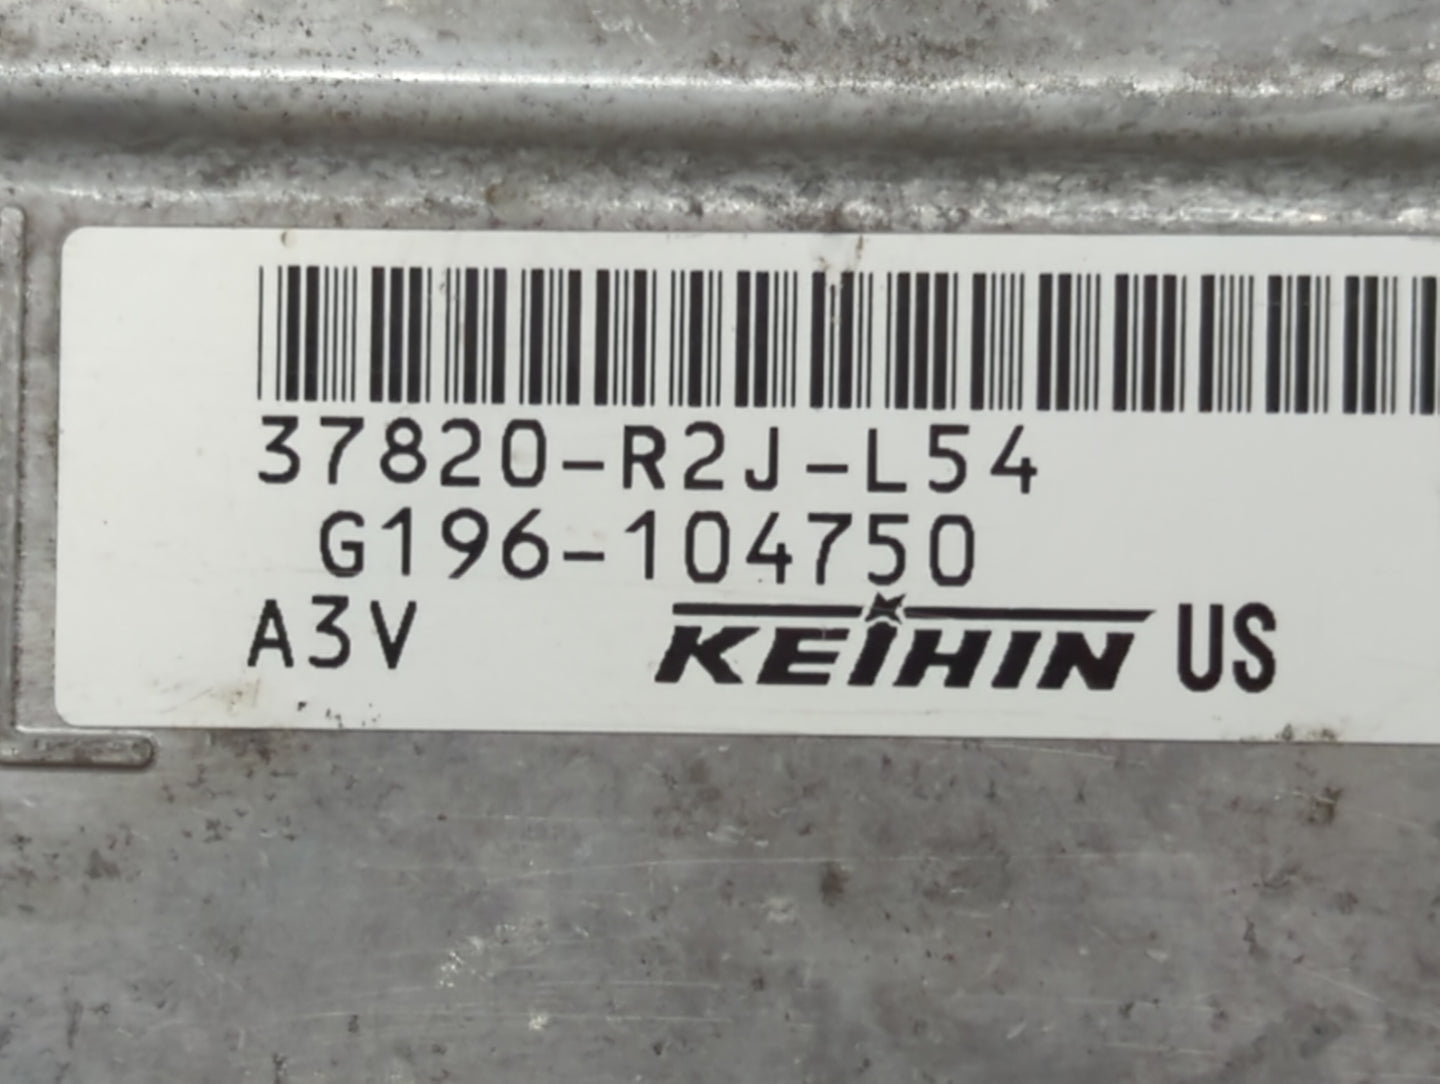 37820-R2J-L54
G196-104750
A3V KEIHIN US